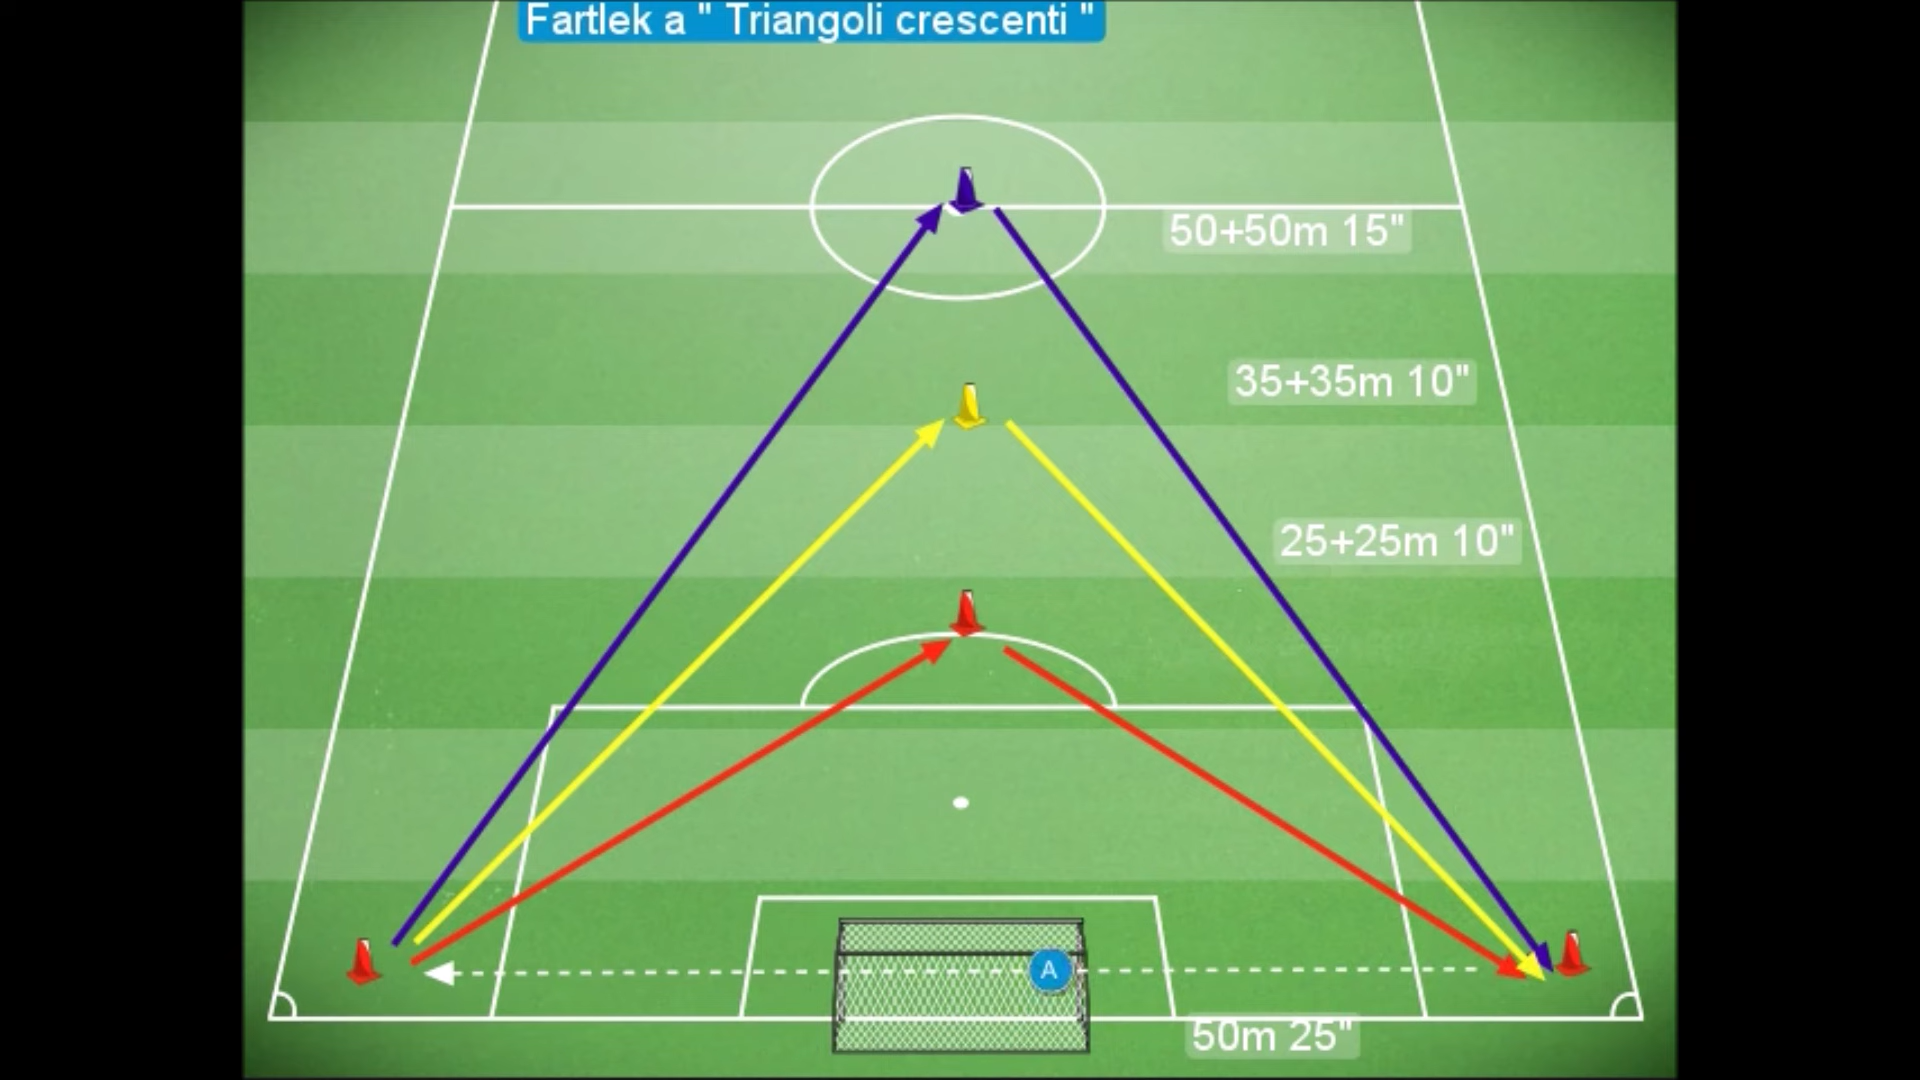 Fartlek a " Triangoli crescenti "
50+50m 15"
35+35m 10"
25+25m 10"
A
50m 25"